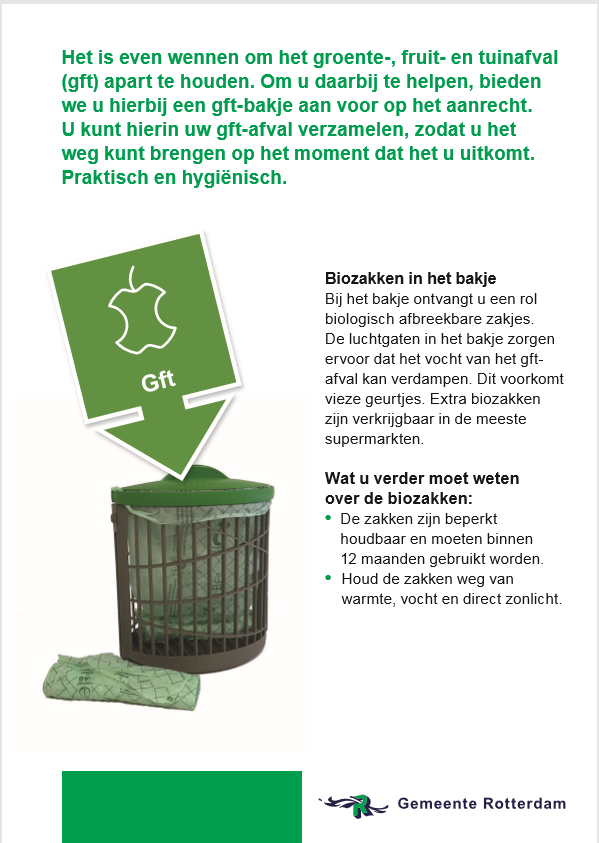 Het is even wennen om het groente-, fruit- en tuinafval
(gft) apart te houden. Om u daarbij te helpen, bieden
we u hierbij een gft-bakje aan voor op het aanrecht.
U kunt hierin uw gft-afval verzamelen, zodat u het
weg kunt brengen op het moment dat het u uitkomt.
Praktisch en hygiënisch.
Gft
Biozakken in het bakje
Bij het bakje ontvangt u een rol
biologisch afbreekbare zakjes.
De luchtgaten in het bakje zorgen
ervoor dat het vocht van het gft-
afval kan verdampen. Dit voorkomt
vieze geurtjes. Extra biozakken
zijn verkrijgbaar in de meeste
supermarkten.
Wat u verder moet weten
over de biozakken:
• De zakken zijn beperkt
houdbaar en moeten binnen
12 maanden gebruikt worden.
• Houd de zakken weg van
warmte, vocht en direct zonlicht.
Gemeente Rotterdam